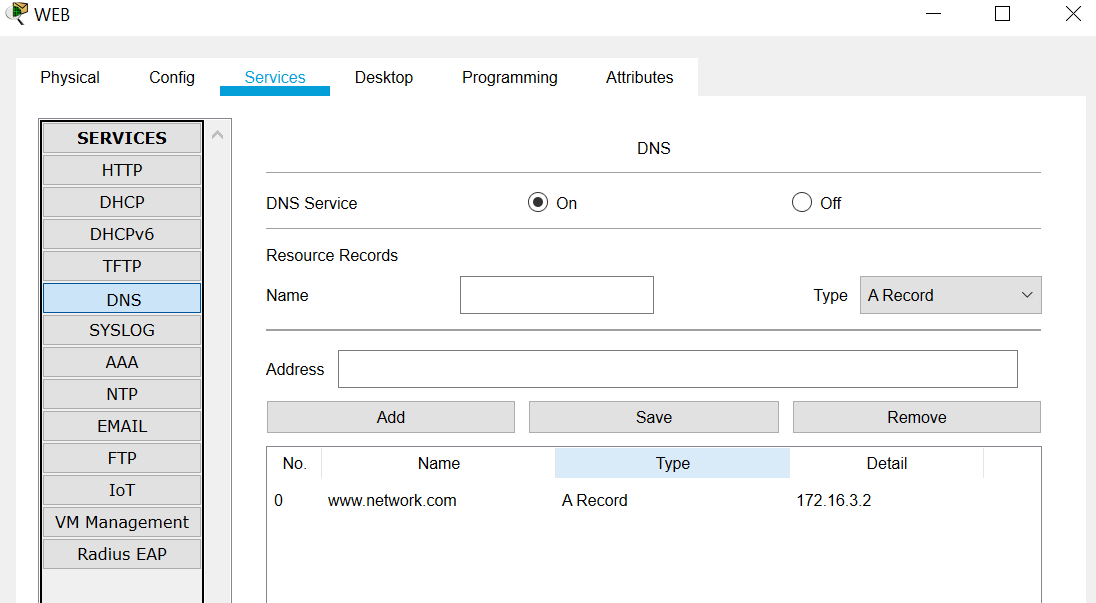 WEB
Physical Config Services Desktop Programming Attributes
SERVICES
HTTP
DHCP
DHCPv6
TFTP
DNS
SYSLOG
AAA
NTP
EMAIL
FTP
IoT
VM Management
Radius EAP
DNS
DNS Service On Off
Resource Records
Name Type A Record
Address
Add Save Remove
No. Name Type Detail
0 www.network.com A Record 172.16.3.2